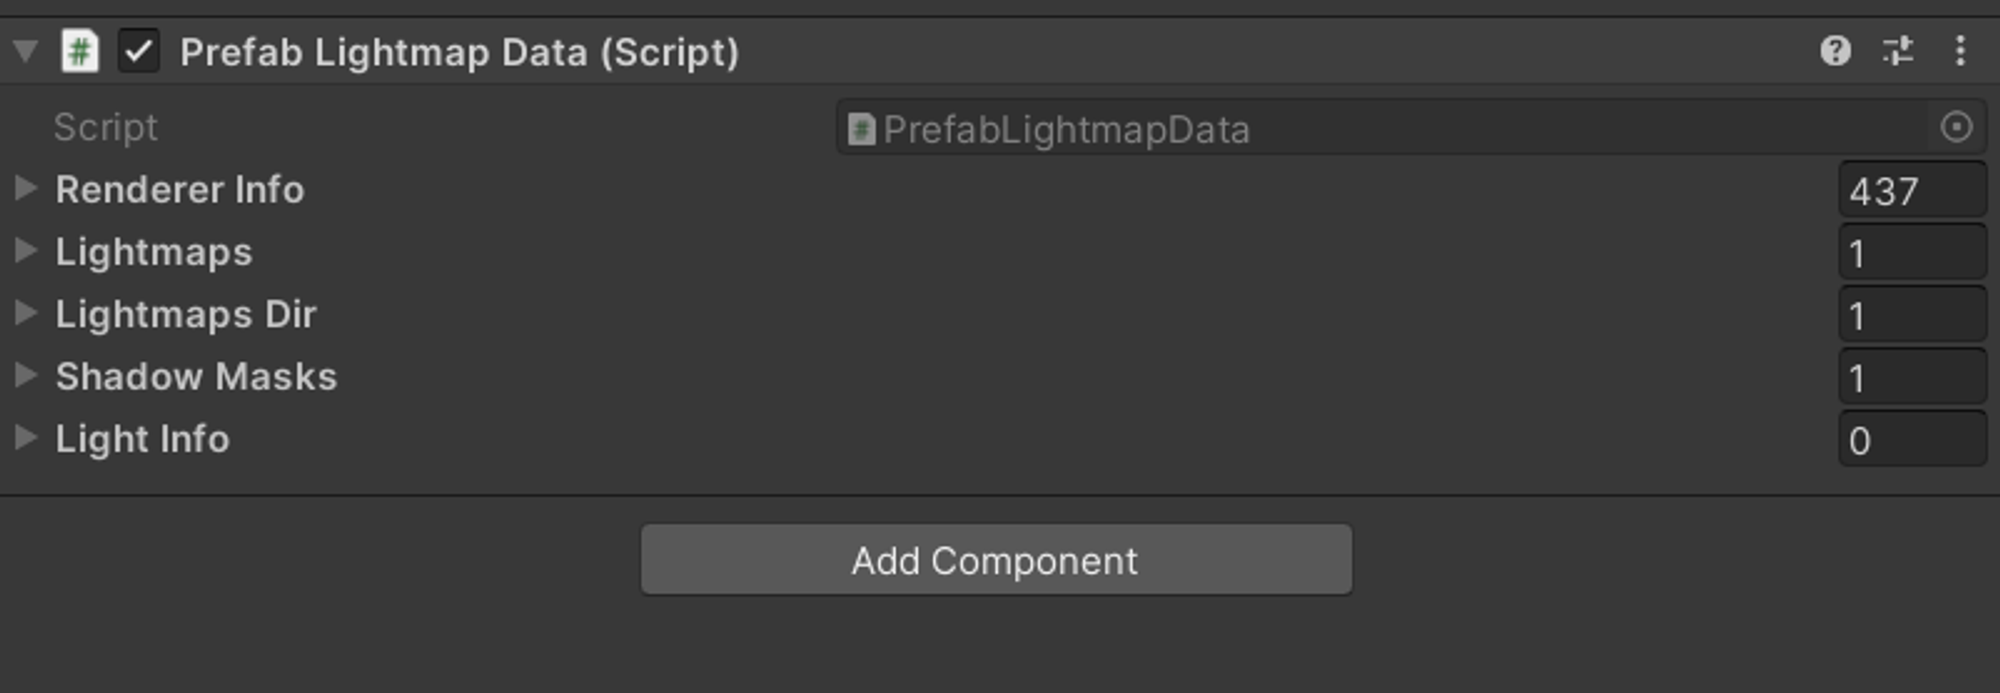 Prefab Lightmap Data (Script)
Script PrefabLightmapData
Renderer Info 437
Lightmaps 1
Lightmaps Dir 1
Shadow Masks 1
Light Info 0
Add Component